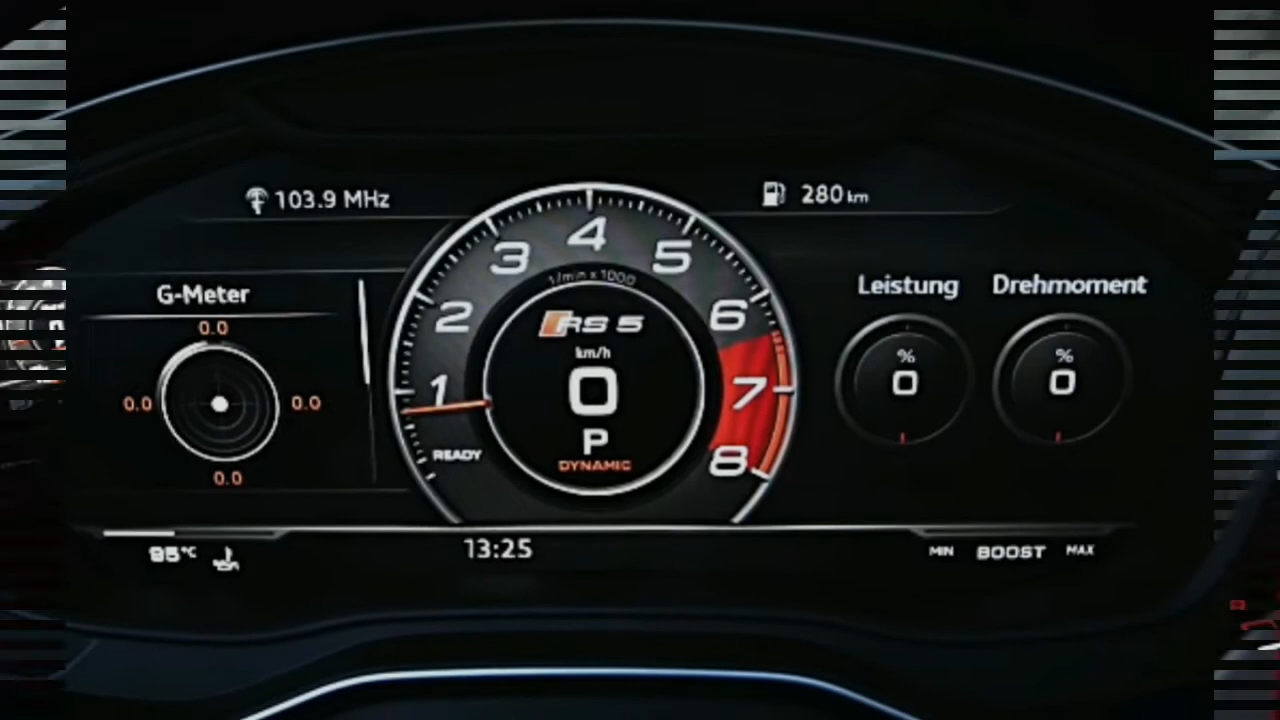 103.9 MHz
280 km
G-Meter
0.0
0.0
0.0
0.0
1
2
3
4
5
6
7
8
1/min x 1000
RS 5
km/h
0
P
DYNAMIC
READY
Leistung
%
0
Drehmoment
%
0
95°C
13:25
MIN BOOST MAX